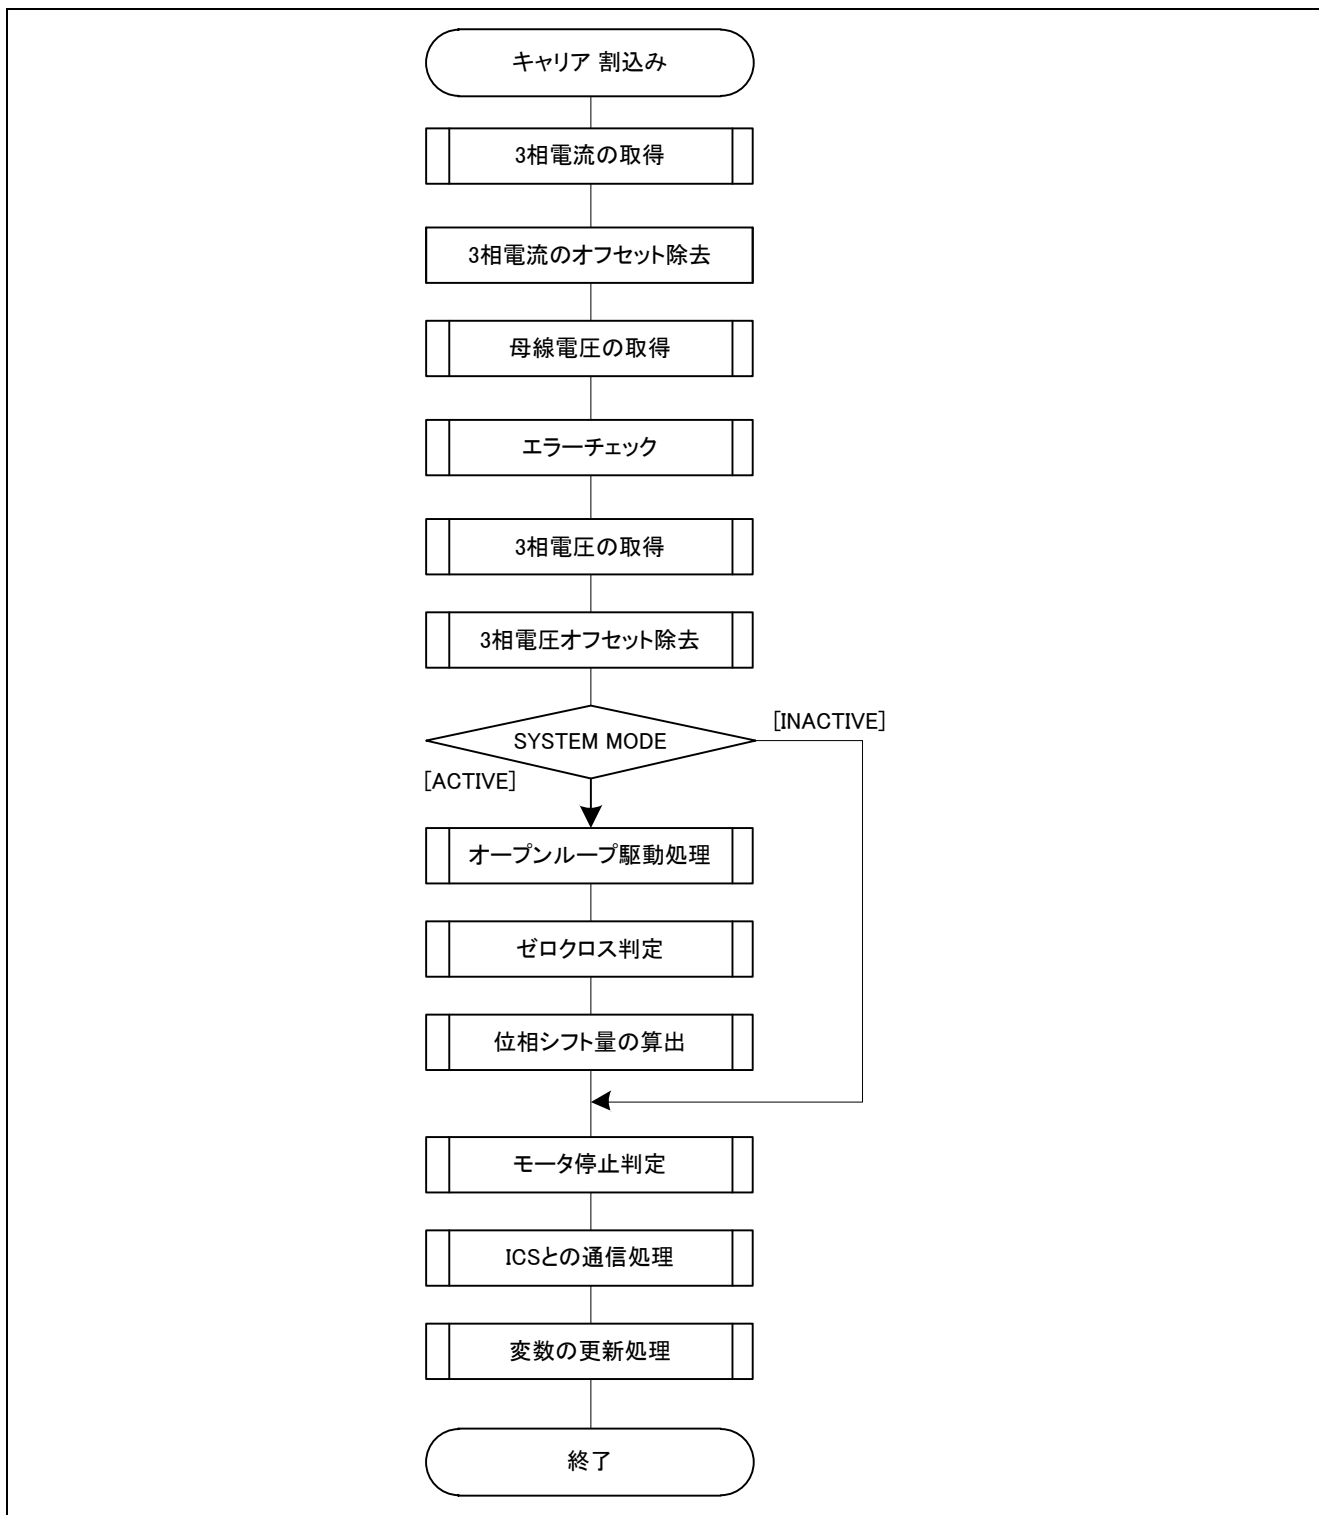 キャリア 割込み
3相電流の取得
3相電流のオフセット除去
母線電圧の取得
エラーチェック
3相電圧の取得
3相電圧オフセット除去
[INACTIVE]
SYSTEM MODE
[ACTIVE]
オープンループ駆動処理
ゼロクロス判定
位相シフト量の算出
モータ停止判定
ICSとの通信処理
変数の更新処理
終了